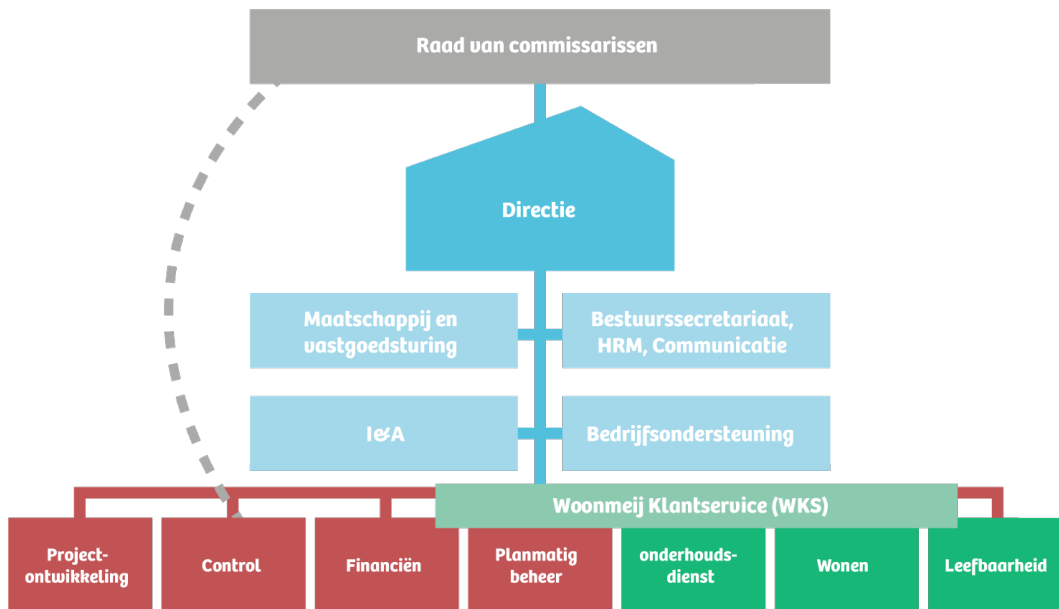 Raad van commissarissen
Directie
Maatschappij en
vastgoedsturing
Bestuurssecretariaat,
HRM, Communicatie
I&A
Bedrijfsondersteuning
Woonmeij Klantservice (WKS)
Project-
ontwikkeling
Control
Financiën
Planmatig
beheer
onderhouds-
dienst
Wonen
Leefbaarheid